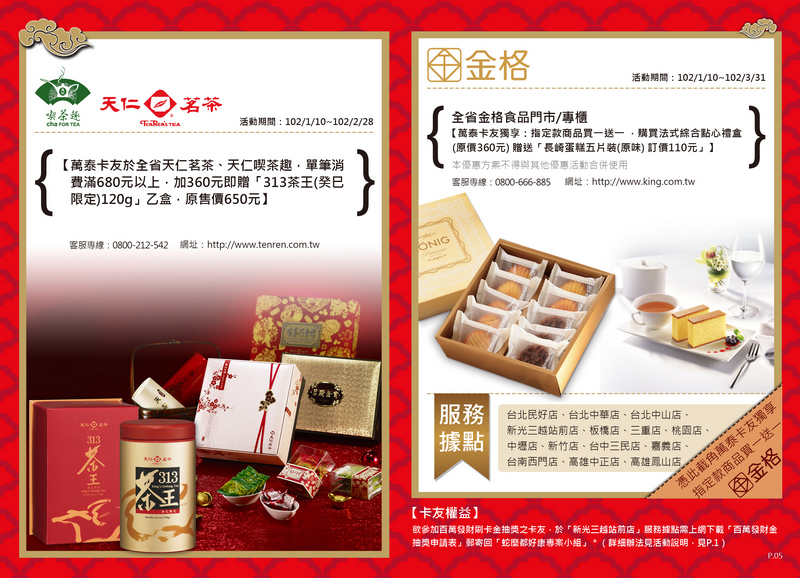 喫茶趣
cha FOR TEA
天仁 茗茶
TenRen's TEA
活動期間：102/1/10~102/2/28
【萬泰卡友於全省天仁茗茶、天仁喫茶趣，單筆消
費滿680元以上，加360元即贈「313茶王(癸巳
限定)120g」乙盒，原售價650元】
客服專線：0800-212-542 網址：http://www.tenren.com.tw
天仁茗茶
313
茶王
King's Oolong Tea
天仁茗茶
313
茶王
King's Oolong Tea
金格
活動期間：102/1/10~102/3/31
全省金格食品門市/專櫃
【萬泰卡友獨享：指定款商品買一送一 ，購買法式綜合點心禮盒
(原價360元) 贈送「長崎蛋糕五片裝(原味) 訂價110元」】
本優惠方案不得與其他優惠活動合併使用
客服專線：0800-666-885 網址：http://www.king.com.tw
KÖNIG
服務
據點
台北民好店、台北中華店、台北中山店、
新光三越站前店、板橋店、三重店、桃園店、
中壢店、新竹店、台中三民店、嘉義店、
台南西門店、高雄中正店、高雄鳳山店
憑此截角萬泰卡友獨享
指定款商品買一送一
金格
【卡友權益】
欲參加百萬發財刷卡金抽獎之卡友，於「新光三越站前店」服務據點需上網下載「百萬發財金
抽獎申請表」郵寄回「蛇麼都好康專案小組」*（詳細辦法見活動說明，見P.1）
P.05